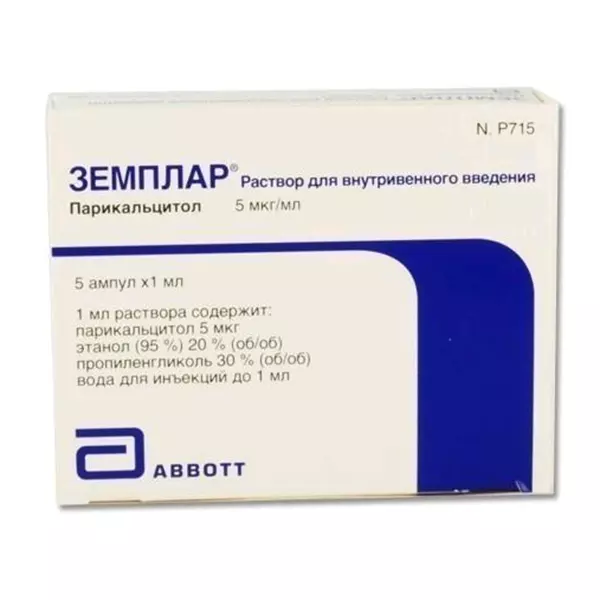 N. P715
ЗЕМПЛАР® Раствор для внутривенного введения
Парикальцитол 5 мкг/мл
5 ампул x1 мл
1 мл раствора содержит:
парикальцитол 5 мкг
этанол (95 %) 20 % (об/об)
пропиленгликоль 30 % (об/об)
вода для инъекций до 1 мл
ABBOTT